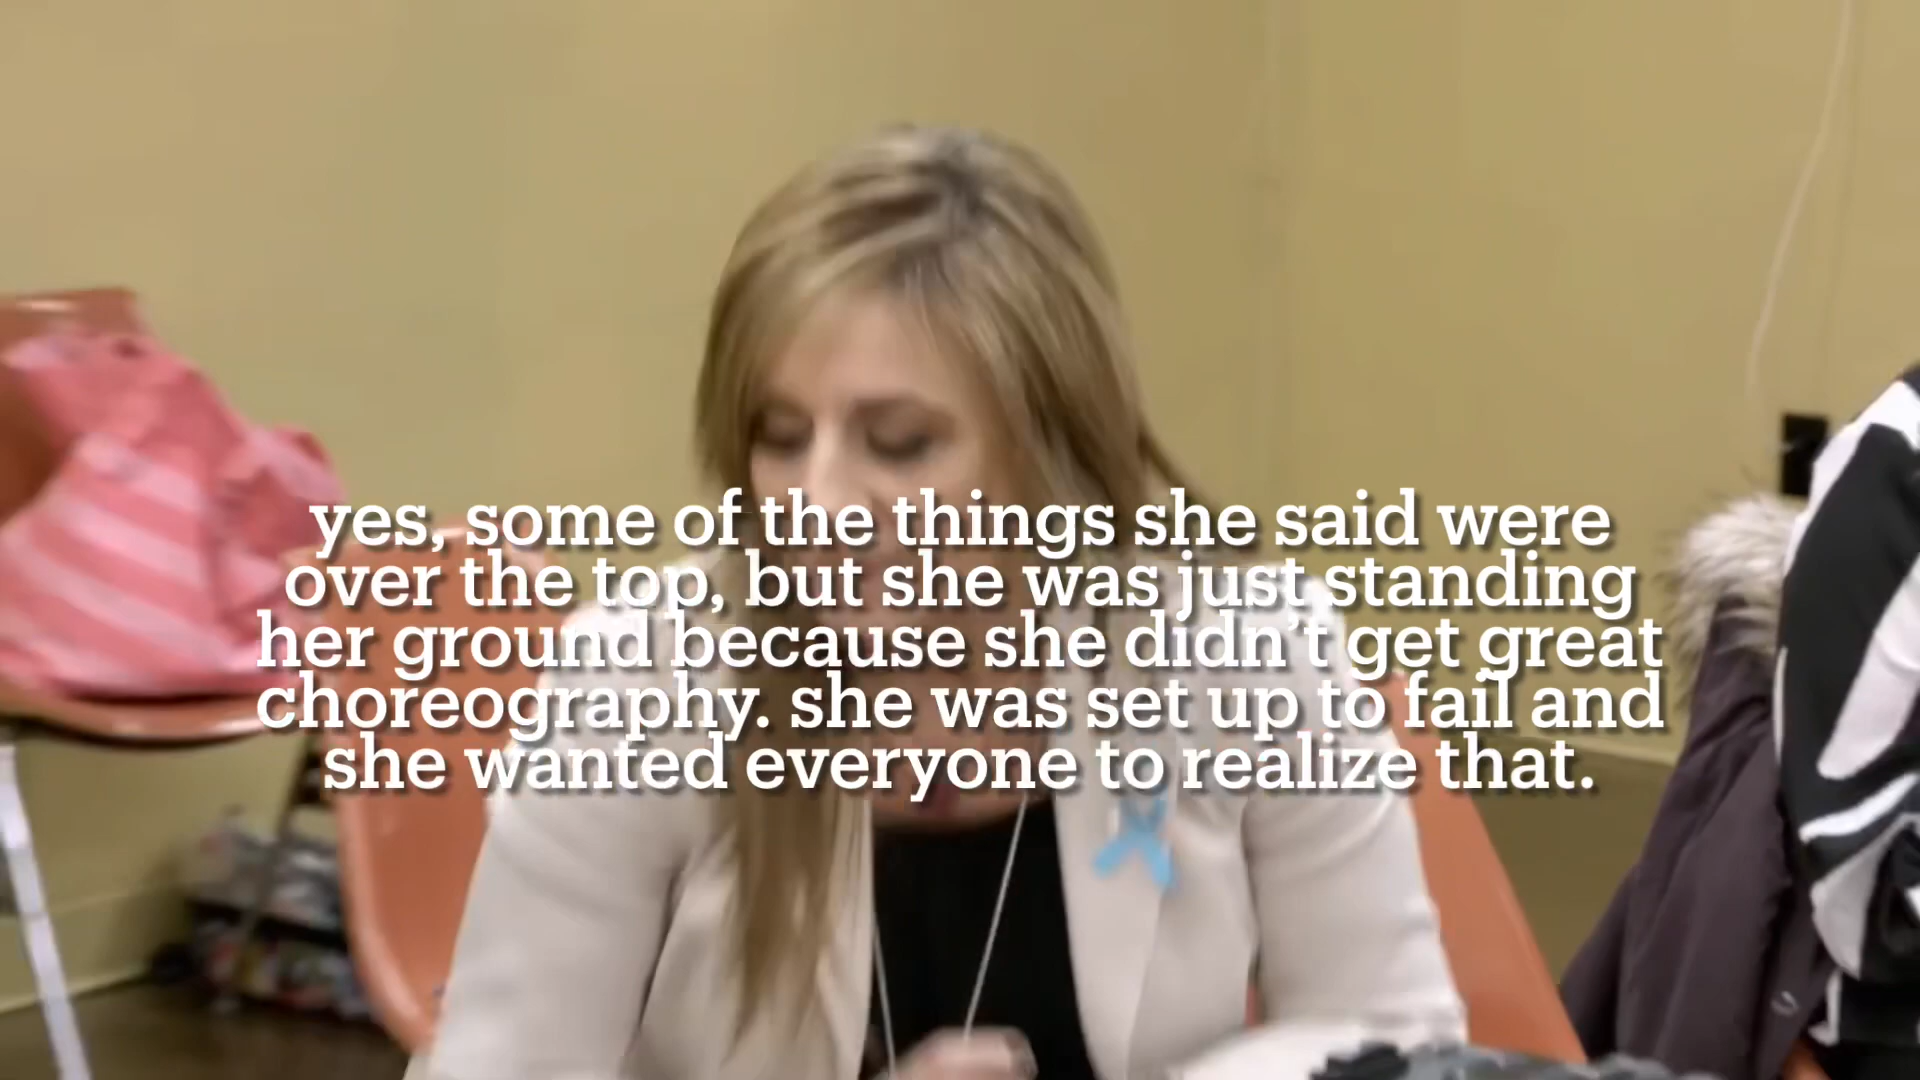 yes, some of the things she said were
over the top, but she was just standing
her ground because she didn't get great
choreography. she was set up to fail and
she wanted everyone to realize that.